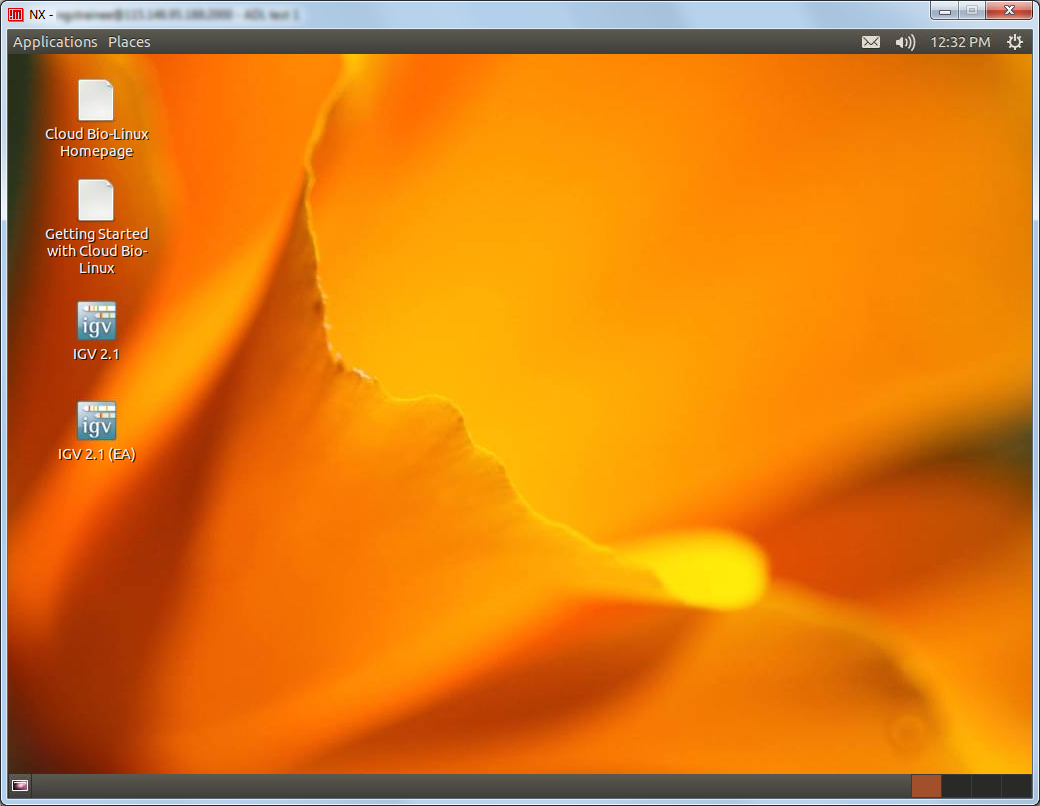 NX -
Applications Places
12:32 PM
Cloud Bio-Linux
Homepage
Getting Started
with Cloud Bio-
Linux
igv
IGV 2.1
igv
IGV 2.1 (EA)